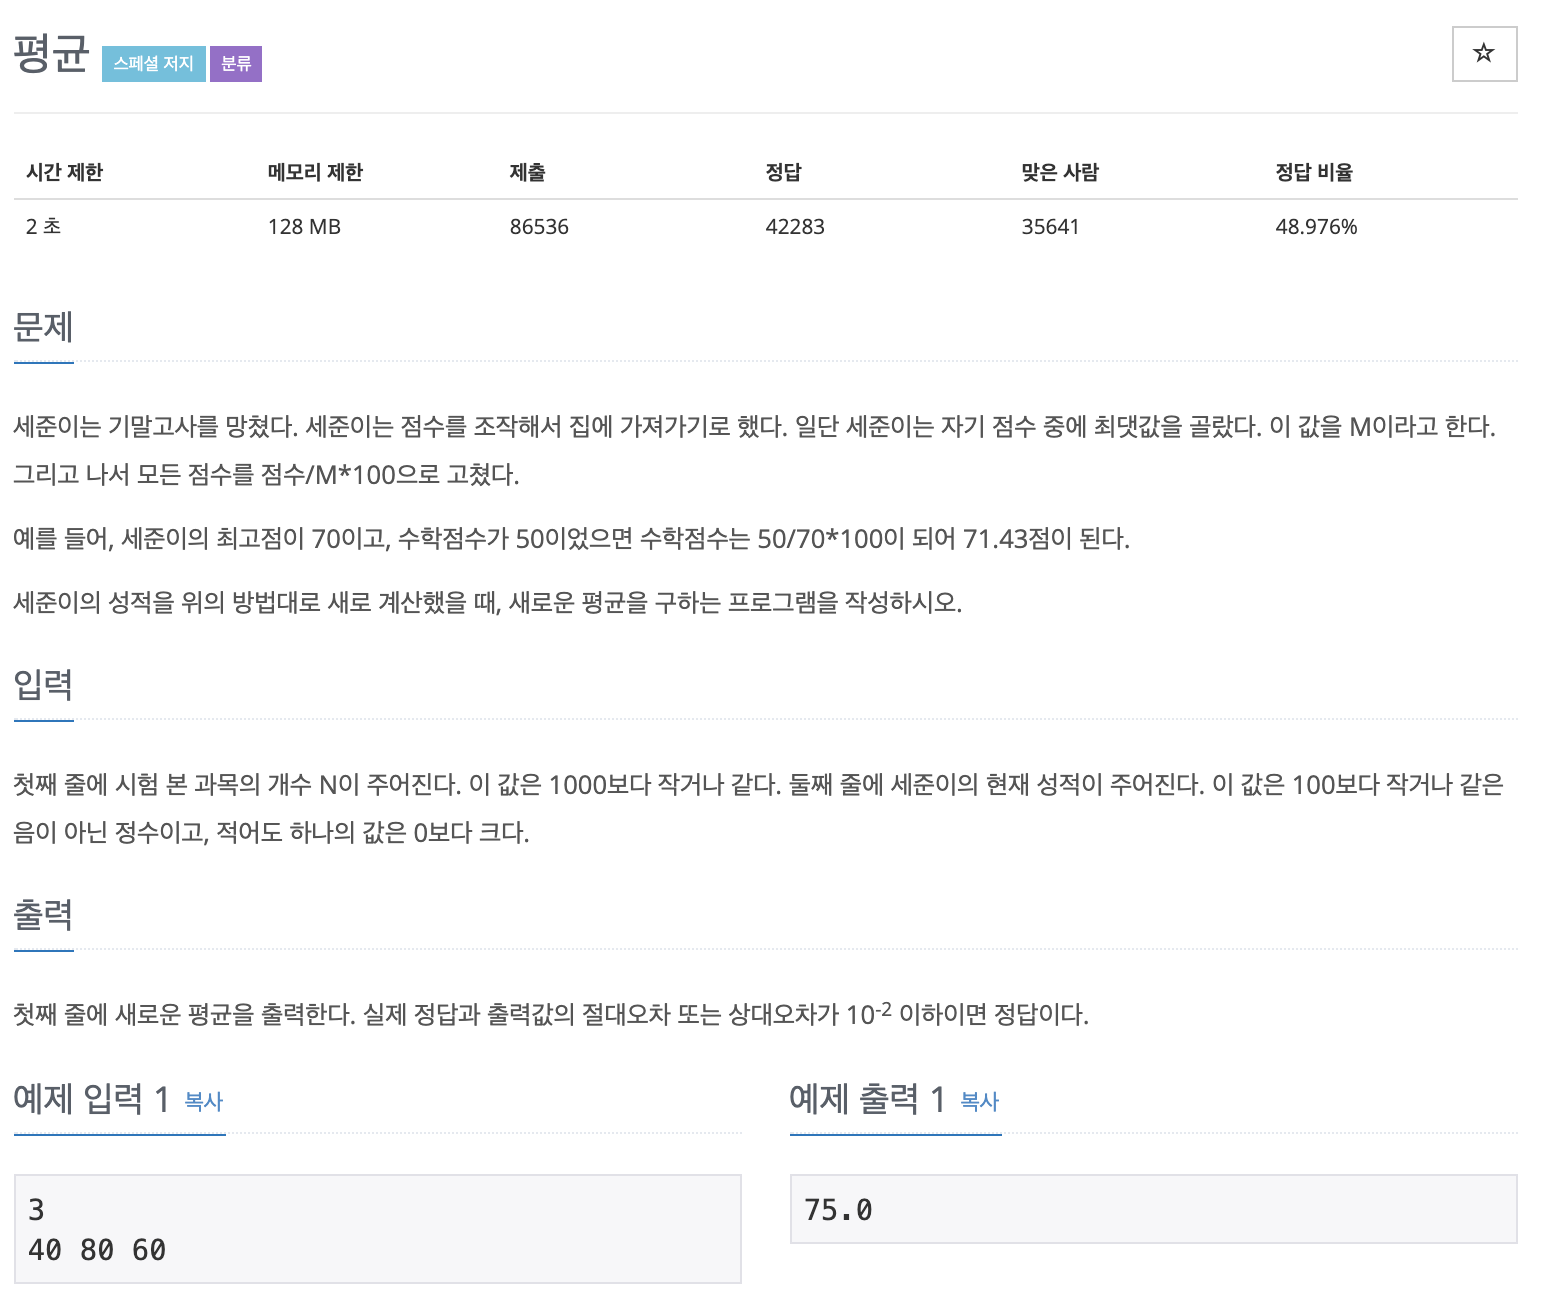 평균 스페셜 저지 분류 ☆
시간 제한 메모리 제한 제출 정답 맞은 사람 정답 비율
2 초 128 MB 86536 42283 35641 48.976%
문제
세준이는 기말고사를 망쳤다. 세준이는 점수를 조작해서 집에 가져가기로 했다. 일단 세준이는 자기 점수 중에 최댓값을 골랐다. 이 값을 M이라고 한다.
그리고 나서 모든 점수를 점수/M*100으로 고쳤다.
예를 들어, 세준이의 최고점이 70이고, 수학점수가 50이었으면 수학점수는 50/70*100이 되어 71.43점이 된다.
세준이의 성적을 위의 방법대로 새로 계산했을 때, 새로운 평균을 구하는 프로그램을 작성하시오.
입력
첫째 줄에 시험 본 과목의 개수 N이 주어진다. 이 값은 1000보다 작거나 같다. 둘째 줄에 세준이의 현재 성적이 주어진다. 이 값은 100보다 작거나 같은
음이 아닌 정수이고, 적어도 하나의 값은 0보다 크다.
출력
첫째 줄에 새로운 평균을 출력한다. 실제 정답과 출력값의 절대오차 또는 상대오차가 10-2 이하이면 정답이다.
예제 입력 1 복사
3
40 80 60
예제 출력 1 복사
75.0